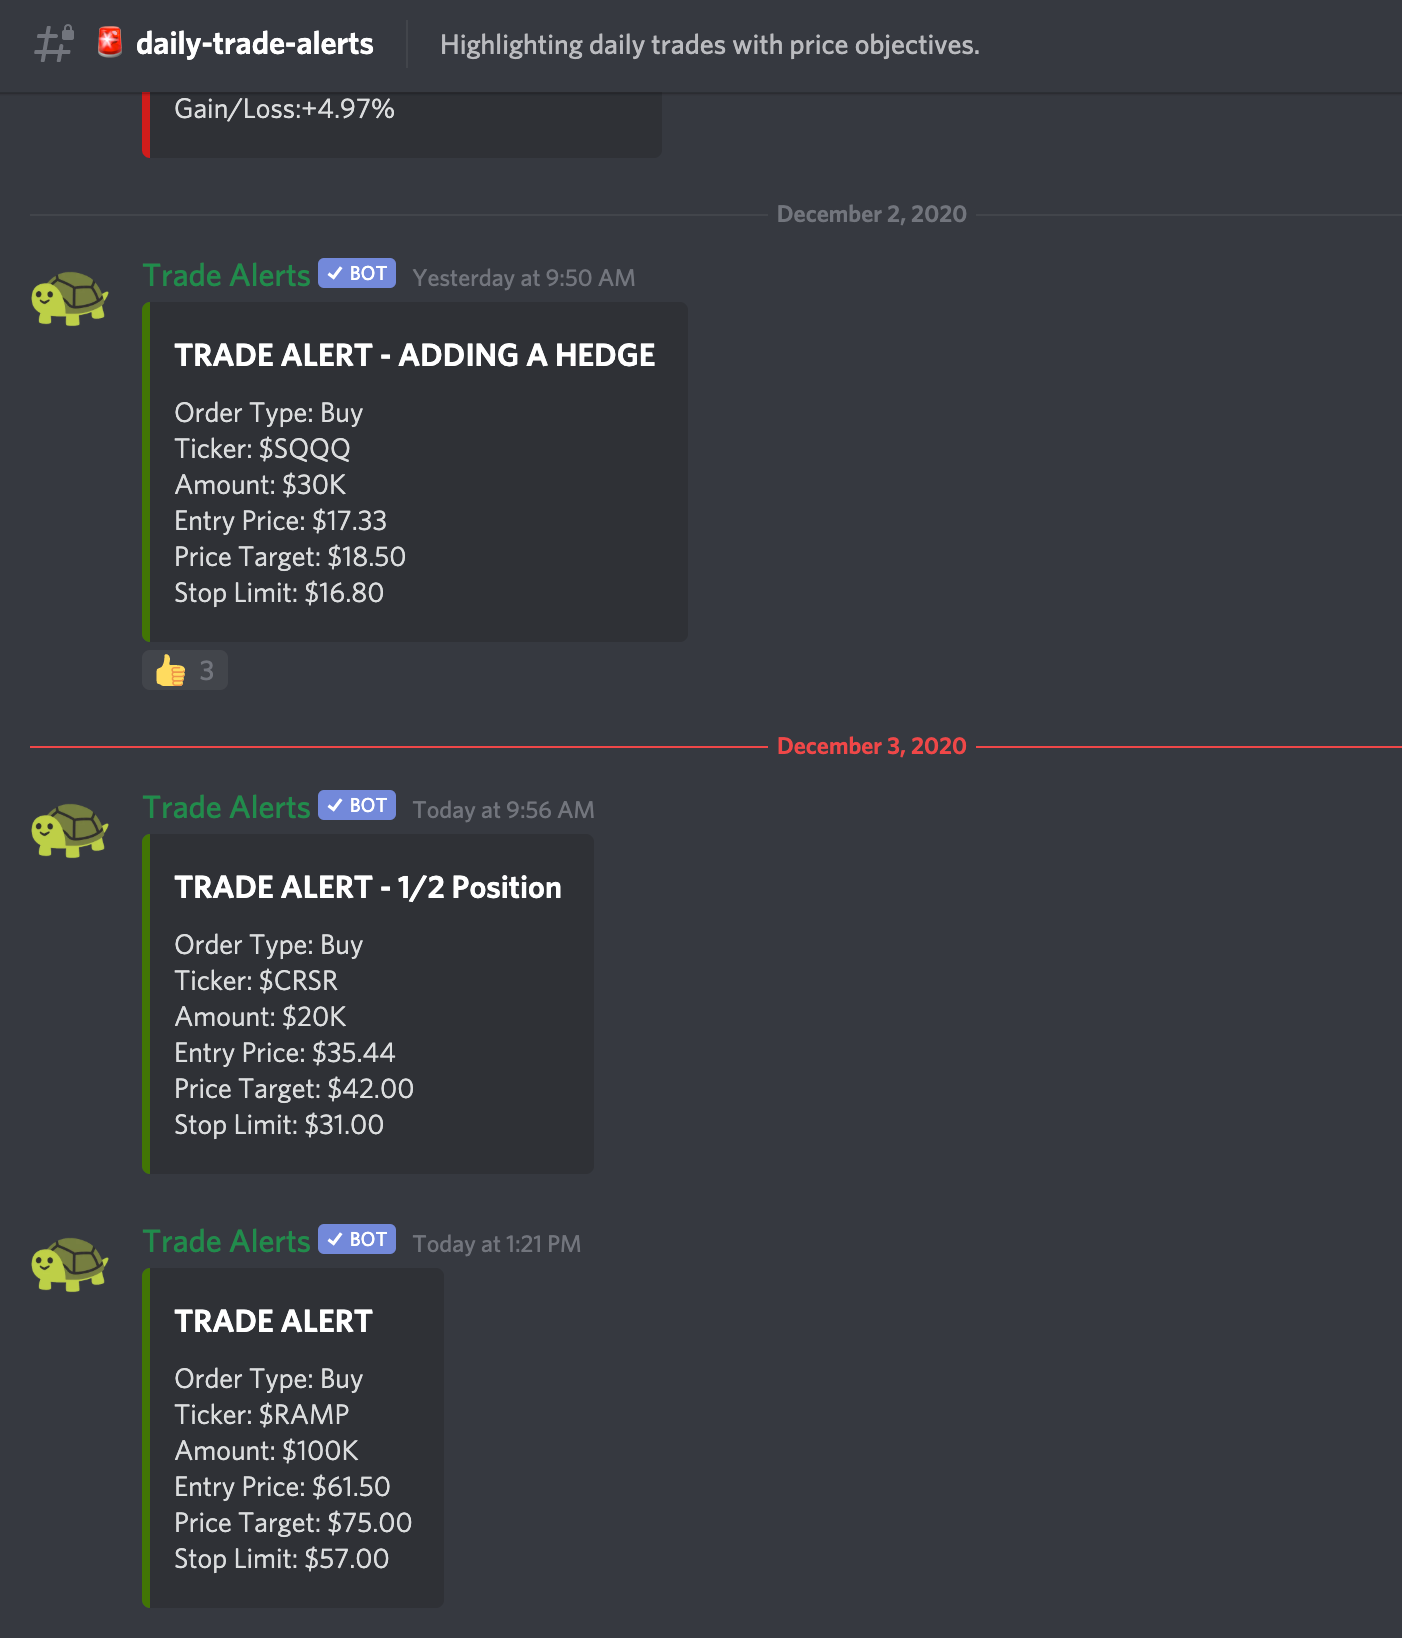 daily-trade-alerts
Highlighting daily trades with price objectives.
Gain/Loss:+4.97%
December 2, 2020
Trade Alerts BOT Yesterday at 9:50 AM
TRADE ALERT - ADDING A HEDGE
Order Type: Buy
Ticker: $SQQQ
Amount: $30K
Entry Price: $17.33
Price Target: $18.50
Stop Limit: $16.80
3
December 3, 2020
Trade Alerts BOT Today at 9:56 AM
TRADE ALERT - 1/2 Position
Order Type: Buy
Ticker: $CRSR
Amount: $20K
Entry Price: $35.44
Price Target: $42.00
Stop Limit: $31.00
Trade Alerts BOT Today at 1:21 PM
TRADE ALERT
Order Type: Buy
Ticker: $RAMP
Amount: $100K
Entry Price: $61.50
Price Target: $75.00
Stop Limit: $57.00